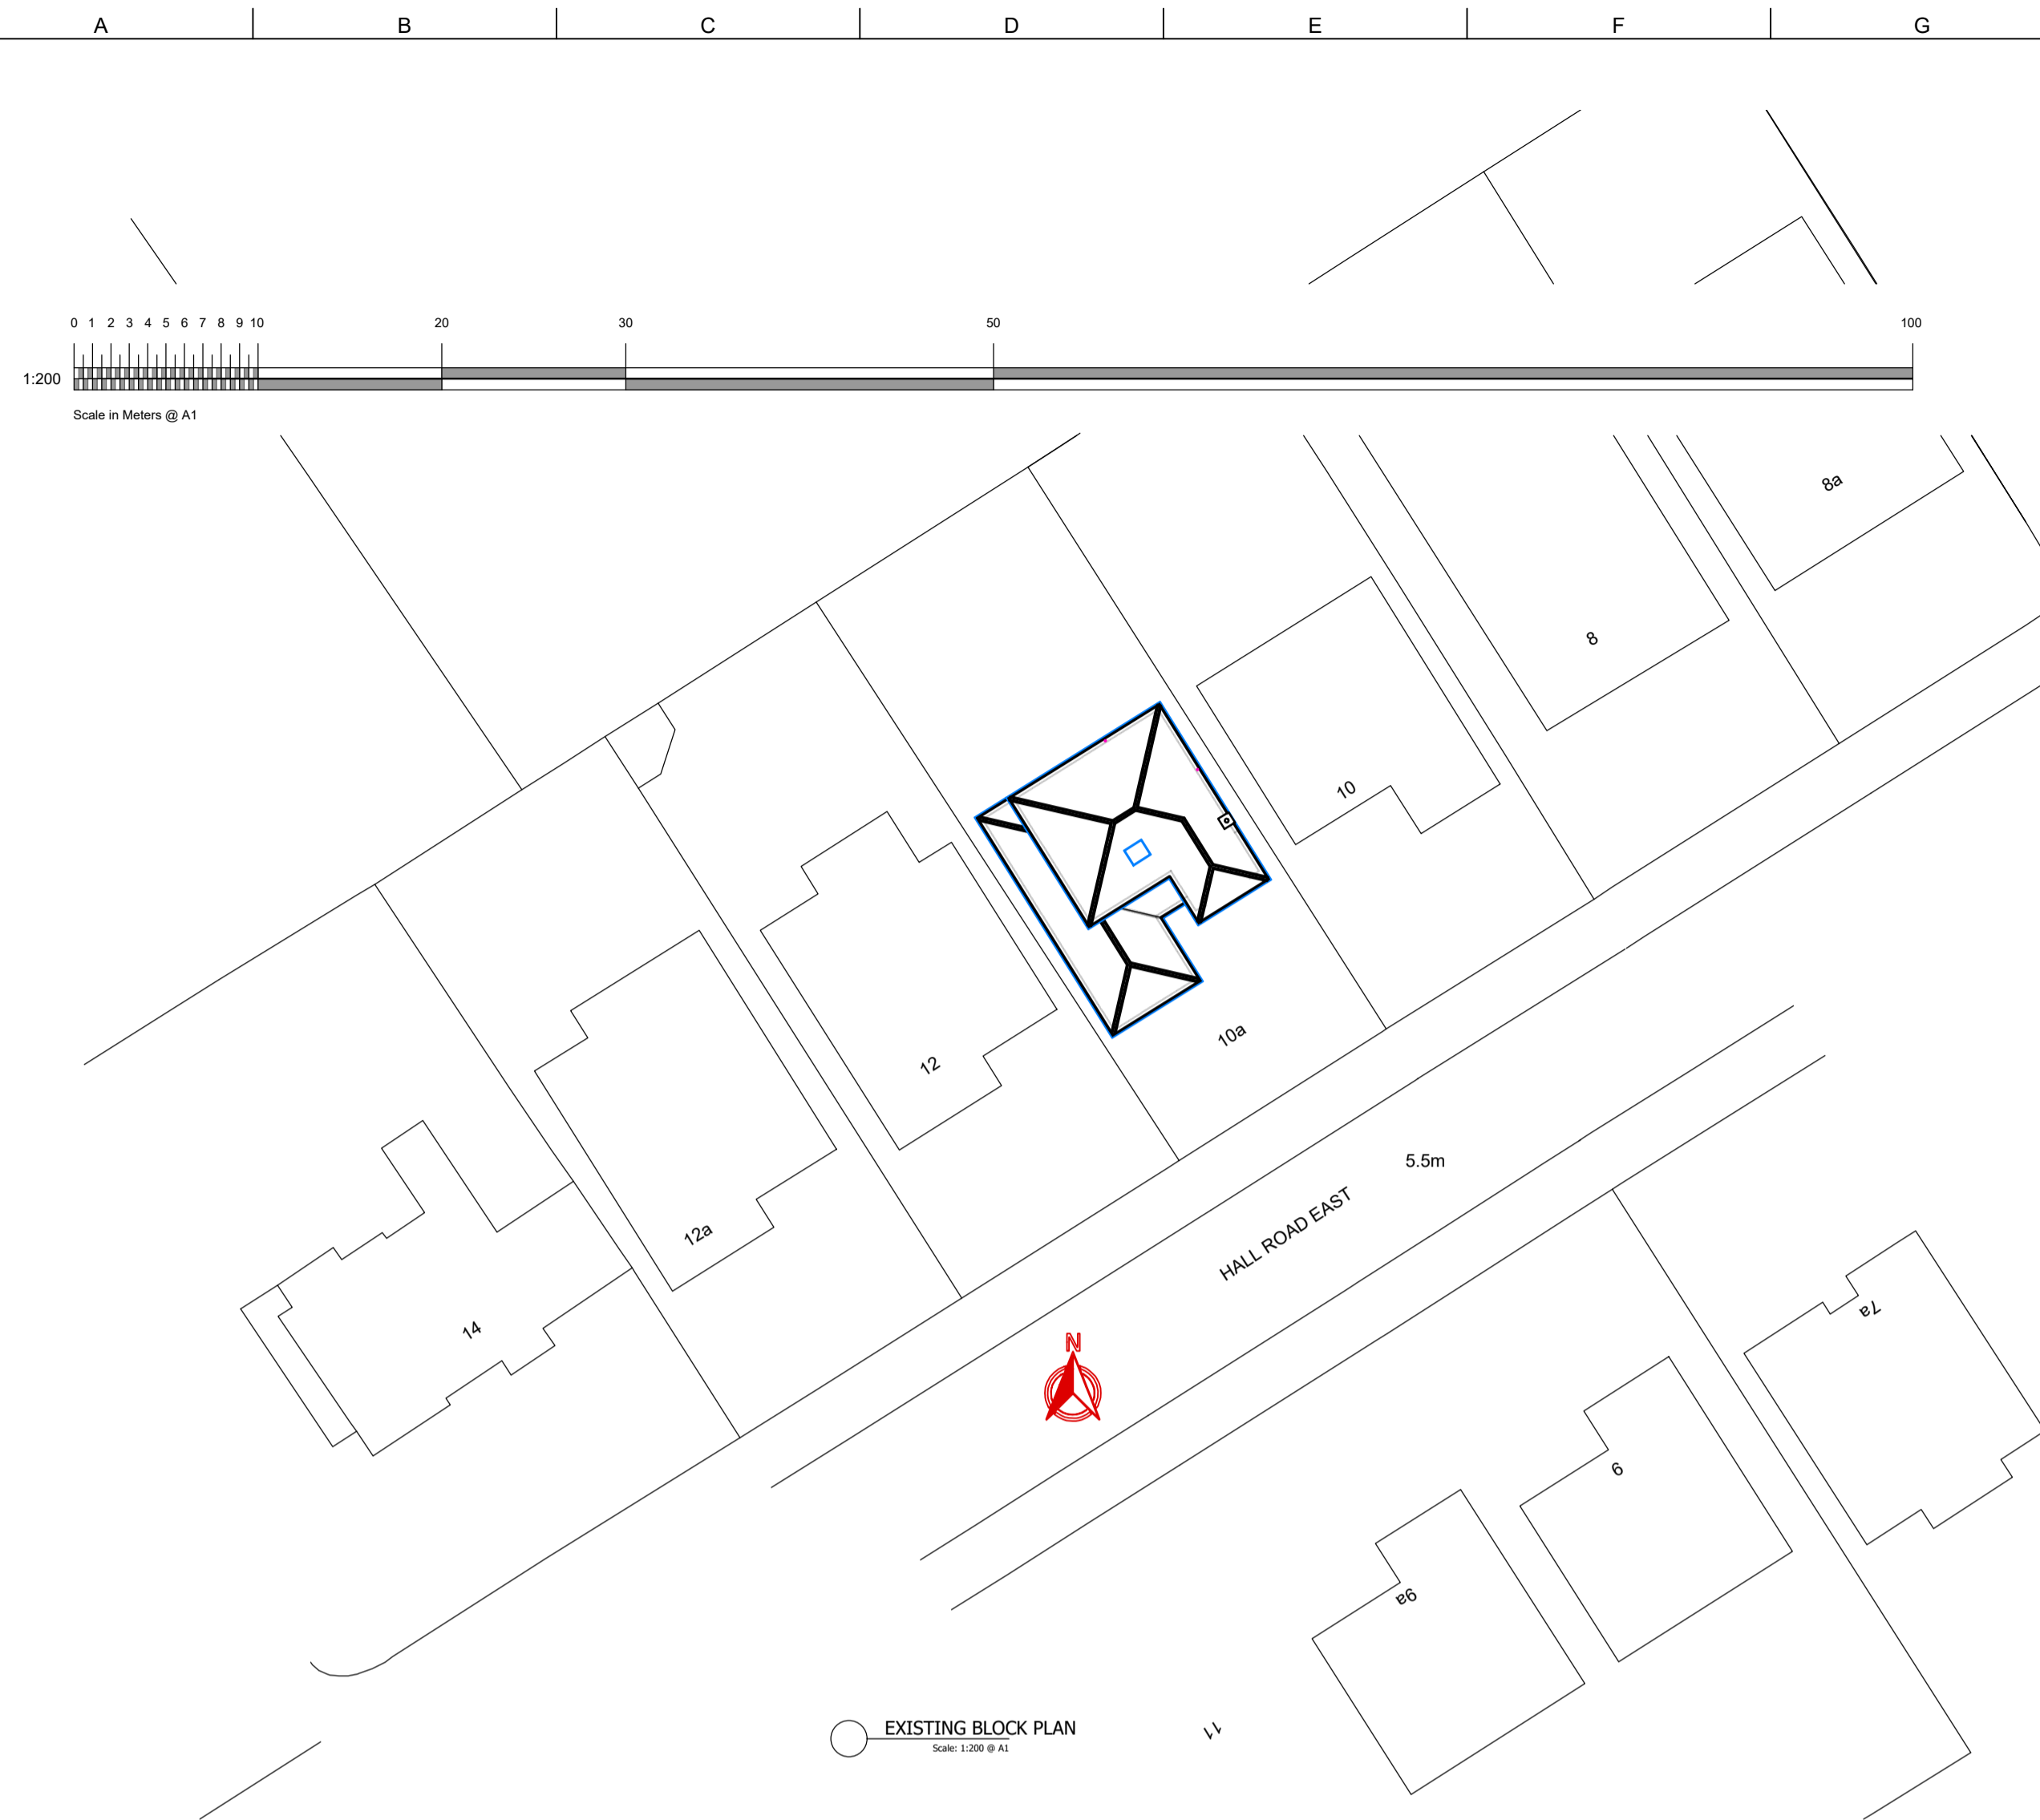 A B C D E F G
0 1 2 3 4 5 6 7 8 9 10 20 30 50 100
1:200
Scale in Meters @ A1
8a
8
10
10a
12
5.5m
HALL ROAD EAST
12a
7a
14
N
9
9a
11
EXISTING BLOCK PLAN
Scale: 1:200 @ A1